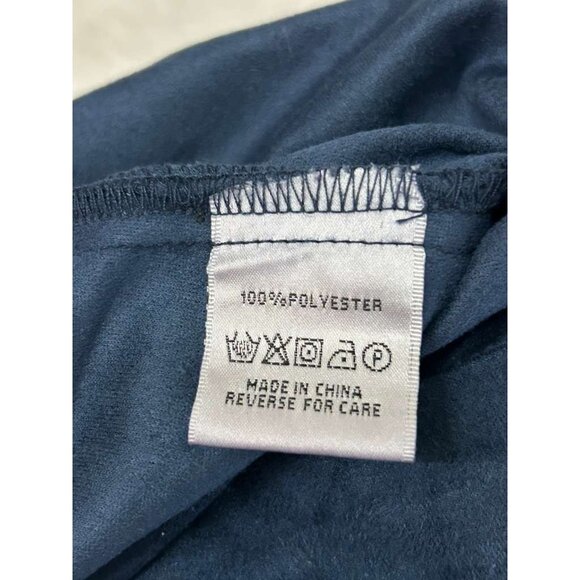 100%POLYESTER
P
MADE IN CHINA
REVERSE FOR CARE